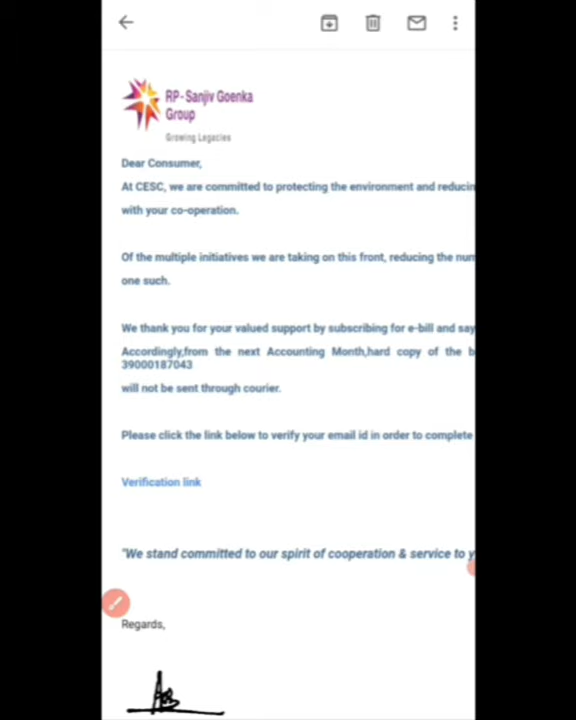 RP-Sanjiv Goenka
Group
Growing Legacies
Dear Consumer,
At CESC, we are committed to protecting the environment and reducin
with your co-operation.
Of the multiple initiatives we are taking on this front, reducing the num
one such.
We thank you for your valued support by subscribing for e-bill and say
Accordingly,from the next Accounting Month,hard copy of the b
39000187043
will not be sent through courier.
Please click the link below to verify your email id in order to complete
Verification link
"We stand committed to our spirit of cooperation & service to y
Regards,